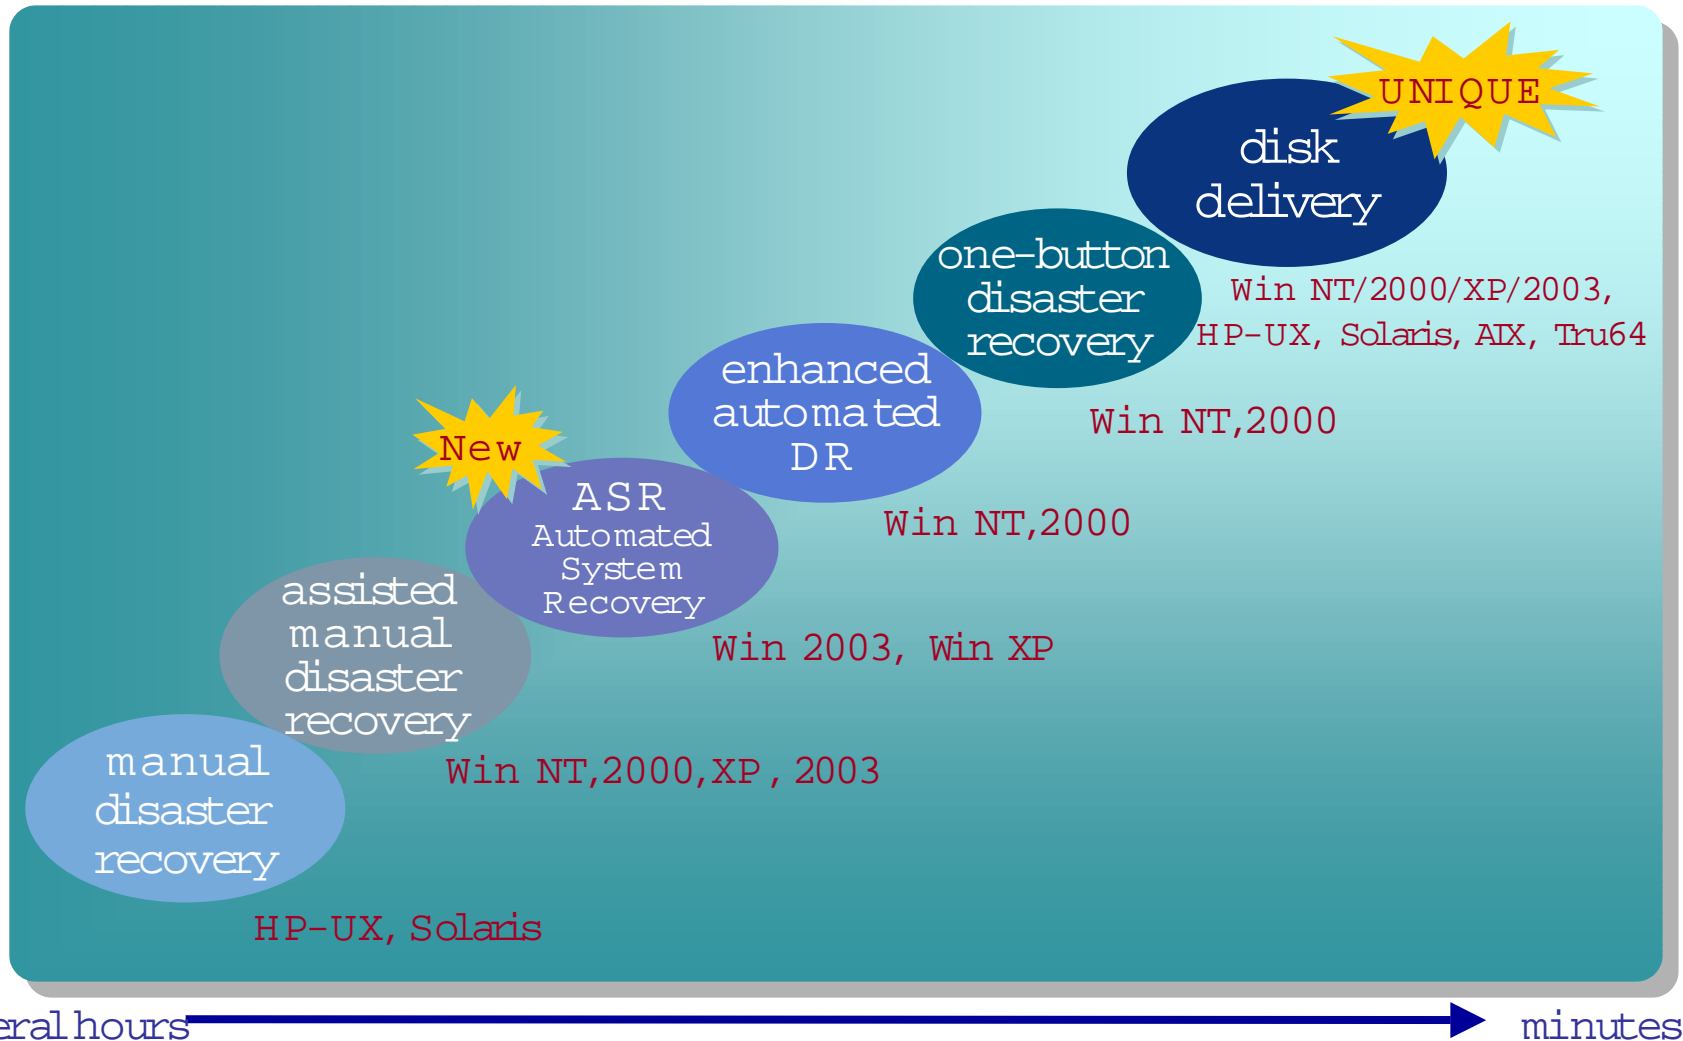 UNIQUE
disk
delivery
Win NT/2000/XP/2003,
HP-UX, Solaris, AIX, Tru64
one-button
disaster
recovery
Win NT,2000
enhanced
automated
DR
Win NT,2000
New
ASR
Automated
System
Recovery
Win 2003, Win XP
assisted
manual
disaster
recovery
Win NT,2000,XP, 2003
manual
disaster
recovery
HP-UX, Solaris
hours
minutes